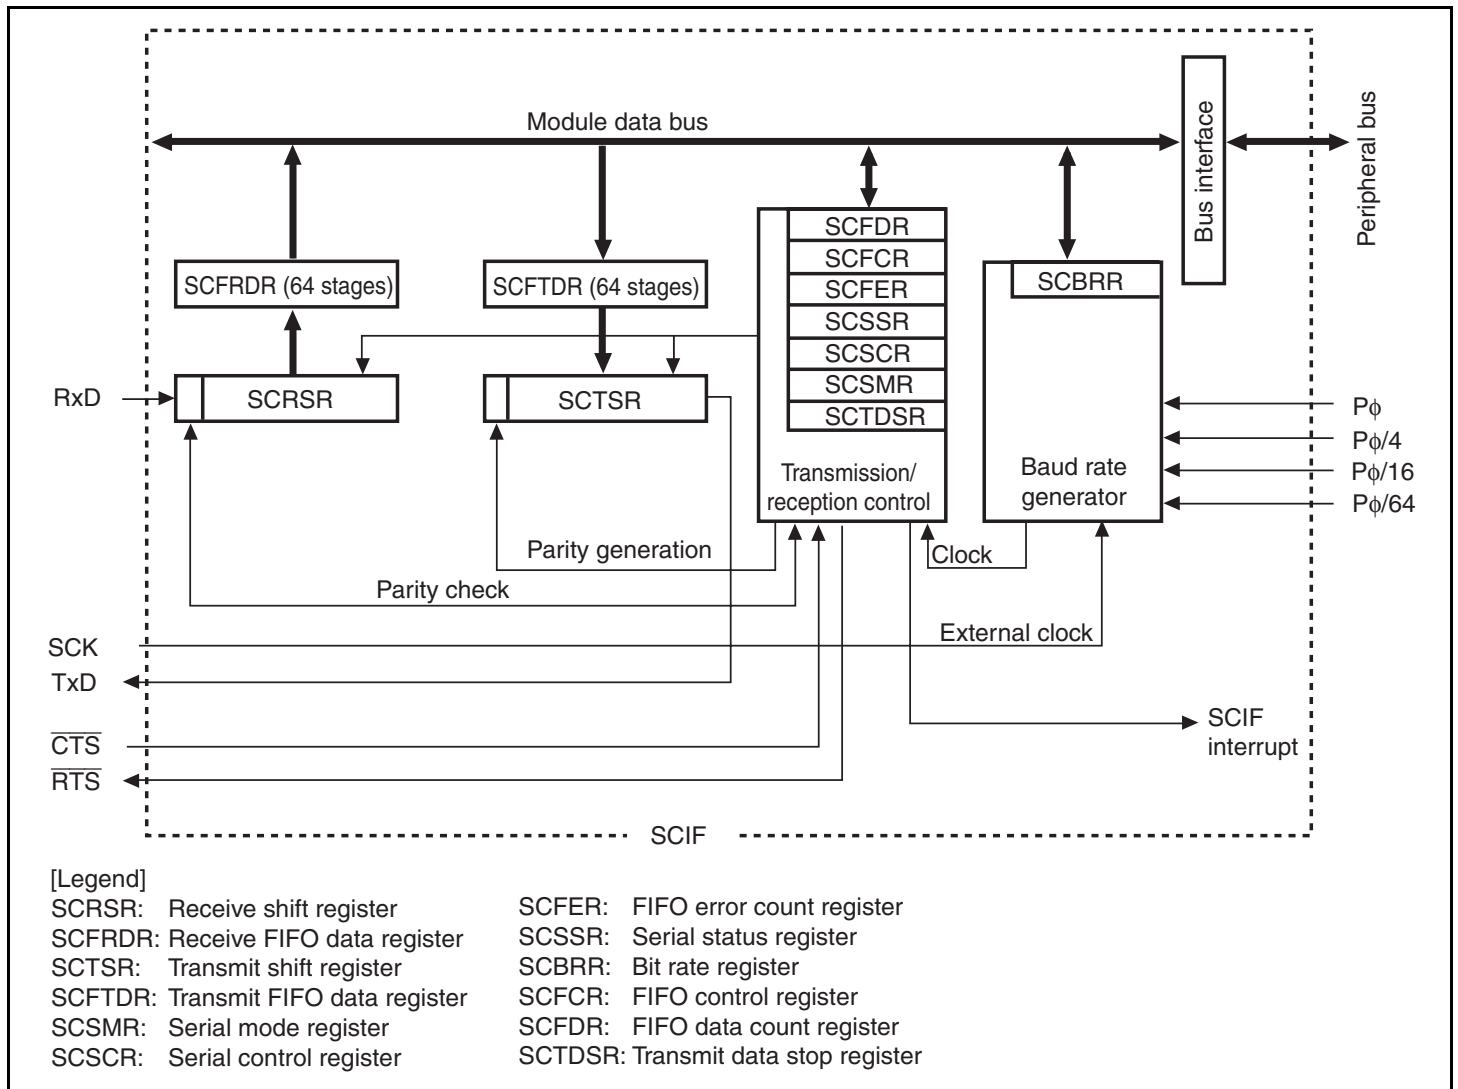 Module data bus
Bus interface
Peripheral bus
SCFDR
SCFCR
SCFER
SCSSR
SCSCR
SCSMR
SCTDSR
Transmission/
reception control
SCFRDR (64 stages)
SCFTDR (64 stages)
SCBRR
Baud rate
generator
RxD
SCRSR
SCTSR
Pϕ
Pϕ/4
Pϕ/16
Pϕ/64
Parity generation
Clock
Parity check
External clock
SCK
TxD
CTS
RTS
SCIF
interrupt
SCIF
[Legend]
SCRSR: Receive shift register
SCFRDR: Receive FIFO data register
SCTSR: Transmit shift register
SCFTDR: Transmit FIFO data register
SCSMR: Serial mode register
SCSCR: Serial control register
SCFER: FIFO error count register
SCSSR: Serial status register
SCBRR: Bit rate register
SCFCR: FIFO control register
SCFDR: FIFO data count register
SCTDSR: Transmit data stop register